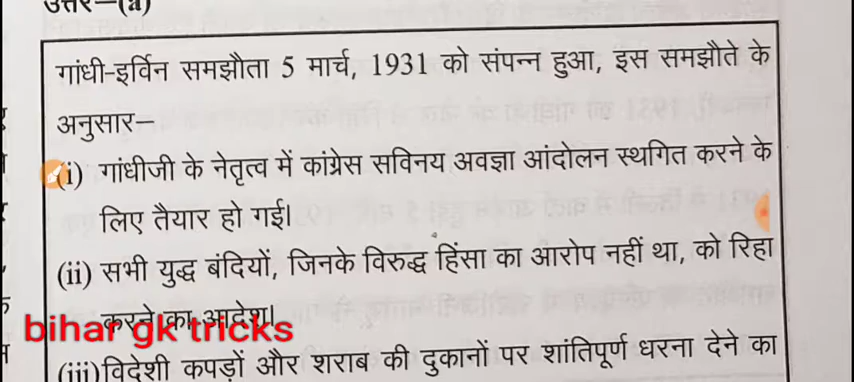 उत्तर—(a)
गांधी-इर्विन समझौता 5 मार्च, 1931 को संपन्न हुआ, इस समझौते के
अनुसार—
(i) गांधीजी के नेतृत्व में कांग्रेस सविनय अवज्ञा आंदोलन स्थगित करने के
लिए तैयार हो गई।
(ii) सभी युद्ध बंदियों, जिनके विरुद्ध हिंसा का आरोप नहीं था, को रिहा
करने का आदेश।
bihar gk tricks
(iii) विदेशी कपड़ों और शराब की दुकानों पर शांतिपूर्ण धरना देने का